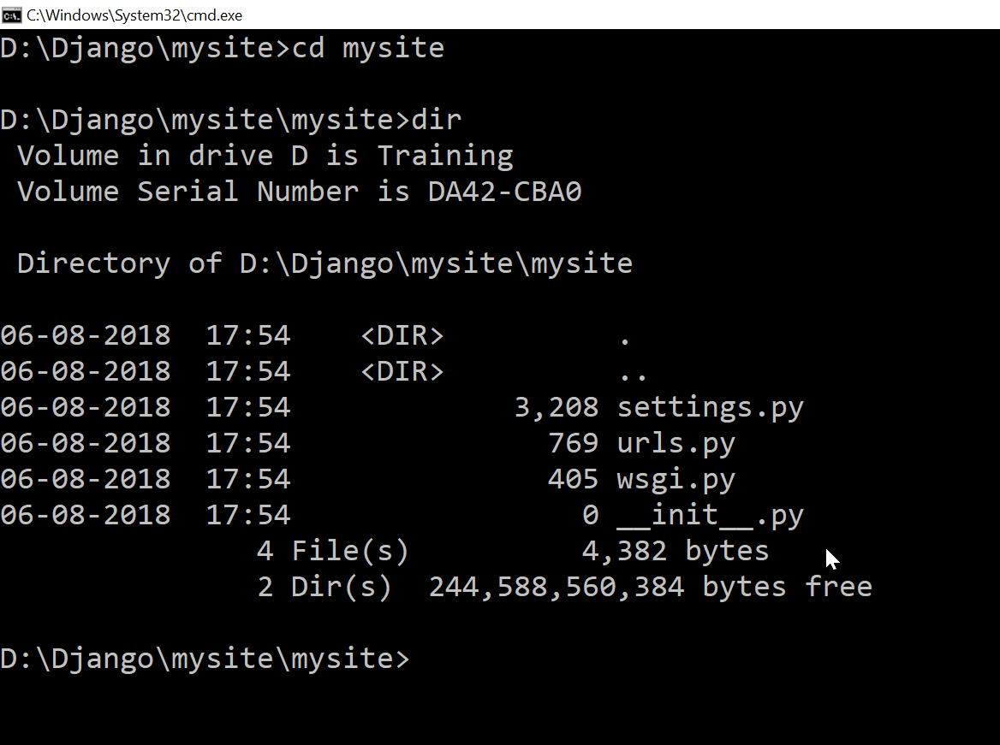 C:\Windows\System32\cmd.exe
D:\Django\mysite>cd mysite
D:\Django\mysite\mysite>dir
 Volume in drive D is Training
 Volume Serial Number is DA42-CBA0
 Directory of D:\Django\mysite\mysite
06-08-2018  17:54    <DIR>          .
06-08-2018  17:54    <DIR>          ..
06-08-2018  17:54             3,208 settings.py
06-08-2018  17:54               769 urls.py
06-08-2018  17:54               405 wsgi.py
06-08-2018  17:54                 0 __init__.py
               4 File(s)          4,382 bytes
               2 Dir(s)  244,588,560,384 bytes free
D:\Django\mysite\mysite>